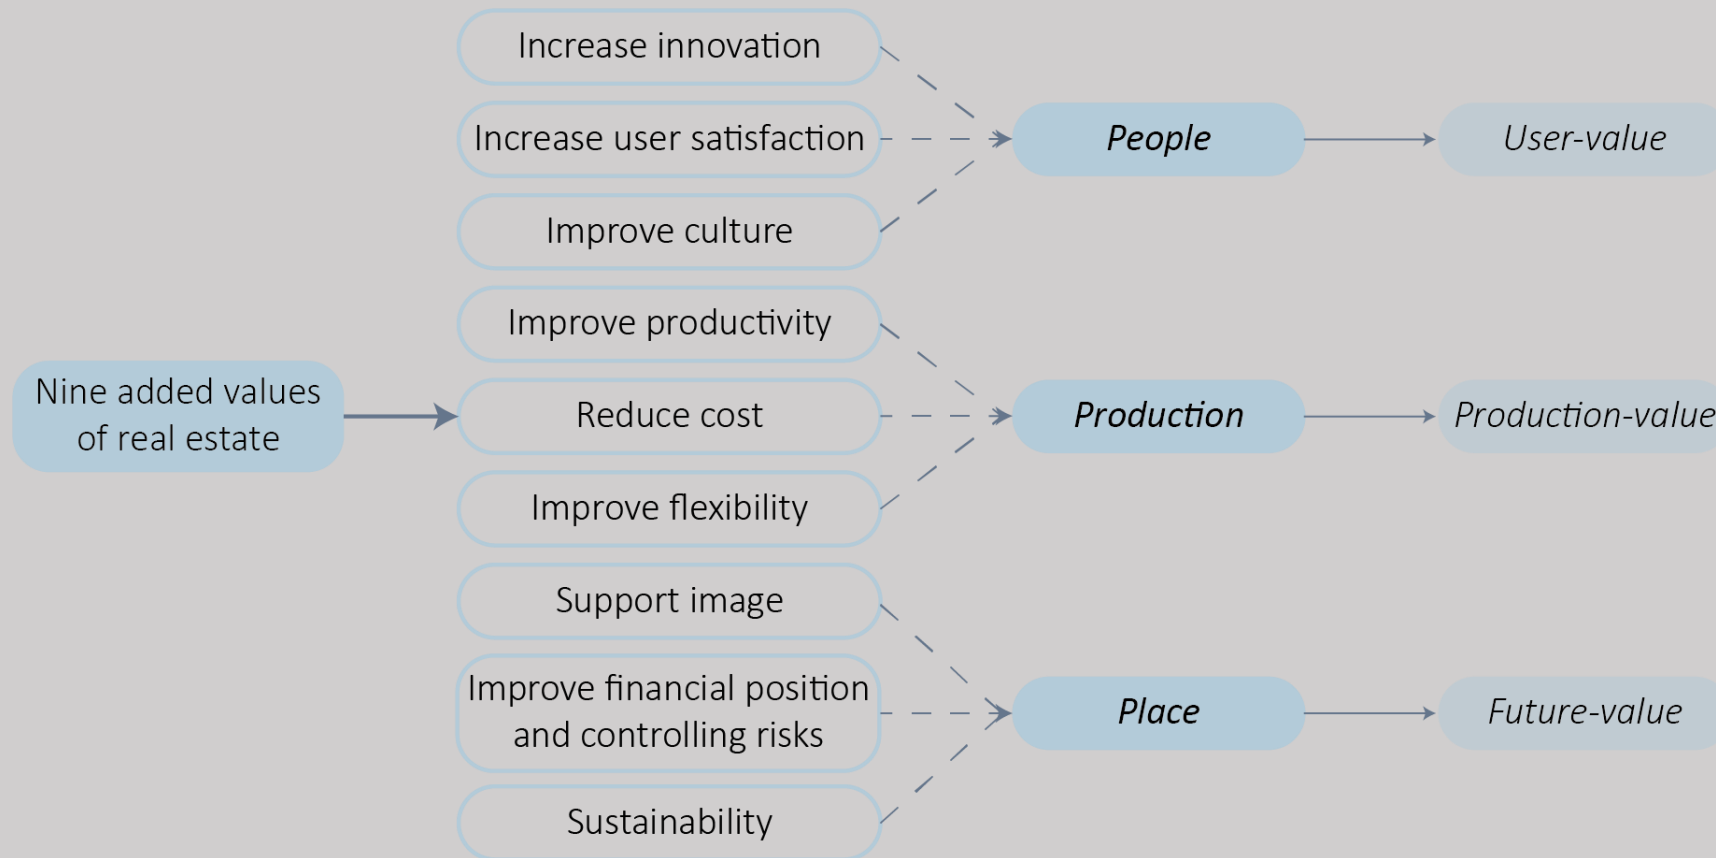 Increase innovation
Increase user satisfaction
People
User-value
Improve culture
Improve productivity
Nine added values
of real estate
Reduce cost
Production
Production-value
Improve flexibility
Support image
Improve financial position
and controlling risks
Place
Future-value
Sustainability